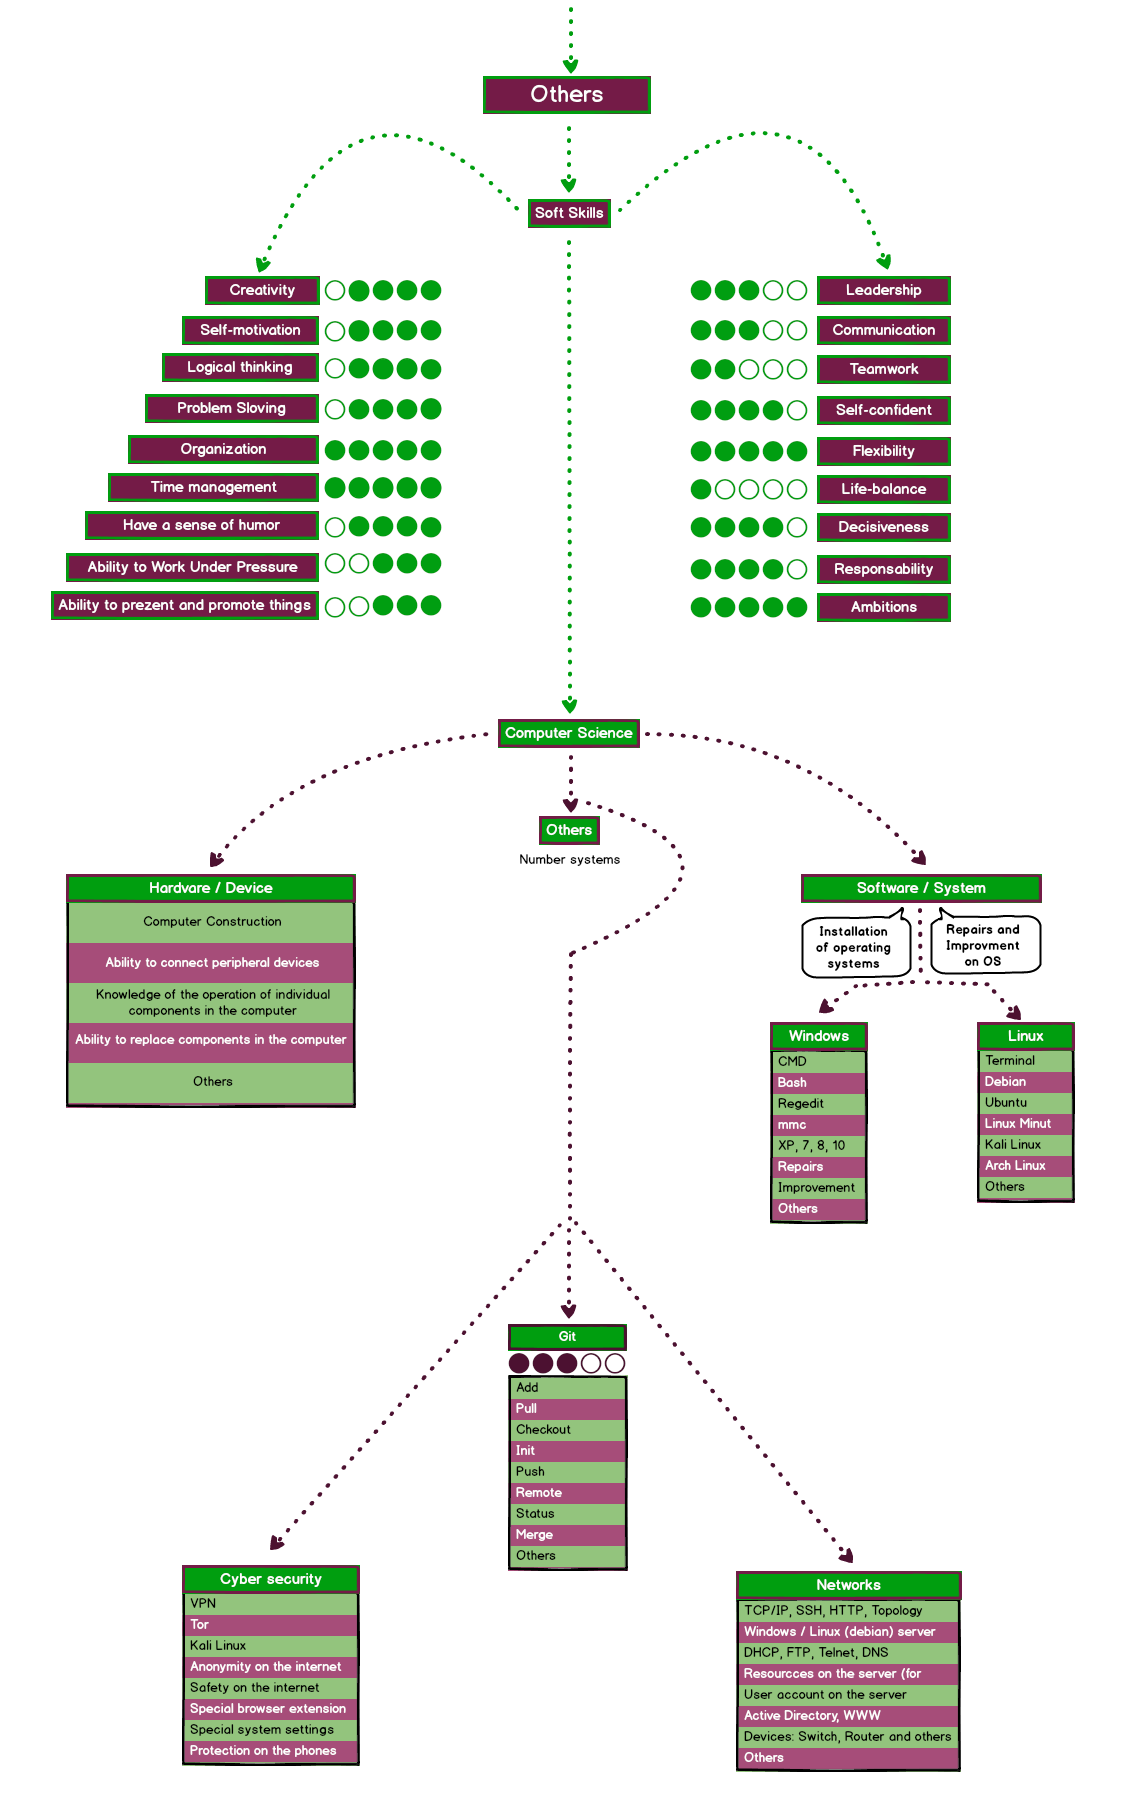 Others
Soft Skills
Creativity
Self-motivation
Logical thinking
Problem Sloving
Organization
Time management
Have a sense of humor
Ability to Work Under Pressure
Ability to prezent and promote things
Leadership
Communication
Teamwork
Self-confident
Flexibility
Life-balance
Decisiveness
Responsability
Ambitions
Computer Science
Others
Number systems
Hardvare / Device
Computer Construction
Ability to connect peripheral devices
Knowledge of the operation of individual
components in the computer
Ability to replace components in the computer
Others
Software / System
Installation
of operating
systems
Repairs and
Improvment
on OS
Windows
CMD
Bash
Regedit
mmc
XP, 7, 8, 10
Repairs
Improvement
Others
Linux
Terminal
Debian
Ubuntu
Linux Minut
Kali Linux
Arch Linux
Others
Git
Add
Pull
Checkout
Init
Push
Remote
Status
Merge
Others
Cyber security
VPN
Tor
Kali Linux
Anonymity on the internet
Safety on the internet
Special browser extension
Special system settings
Protection on the phones
Networks
TCP/IP, SSH, HTTP, Topology
Windows / Linux (debian) server
DHCP, FTP, Telnet, DNS
Resourcces on the server (for
User account on the server
Active Directory, WWW
Devices: Switch, Router and others
Others